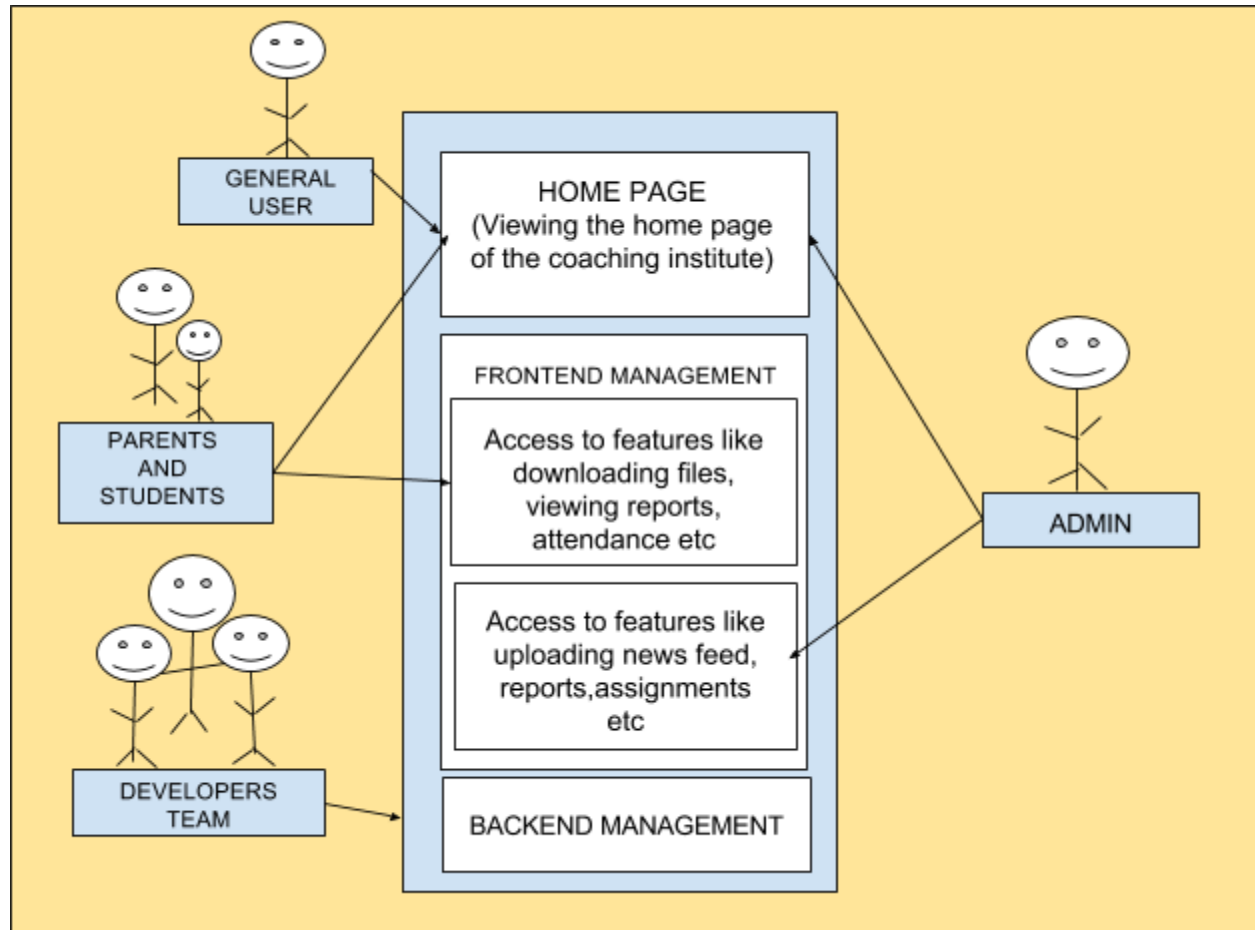 GENERAL
USER
HOME PAGE
(Viewing the home page
of the coaching institute)
PARENTS
AND
STUDENTS
FRONTEND MANAGEMENT
Access to features like
downloading files,
viewing reports,
attendance etc
ADMIN
Access to features like
uploading news feed,
reports,assignments
etc
DEVELOPERS
TEAM
BACKEND MANAGEMENT